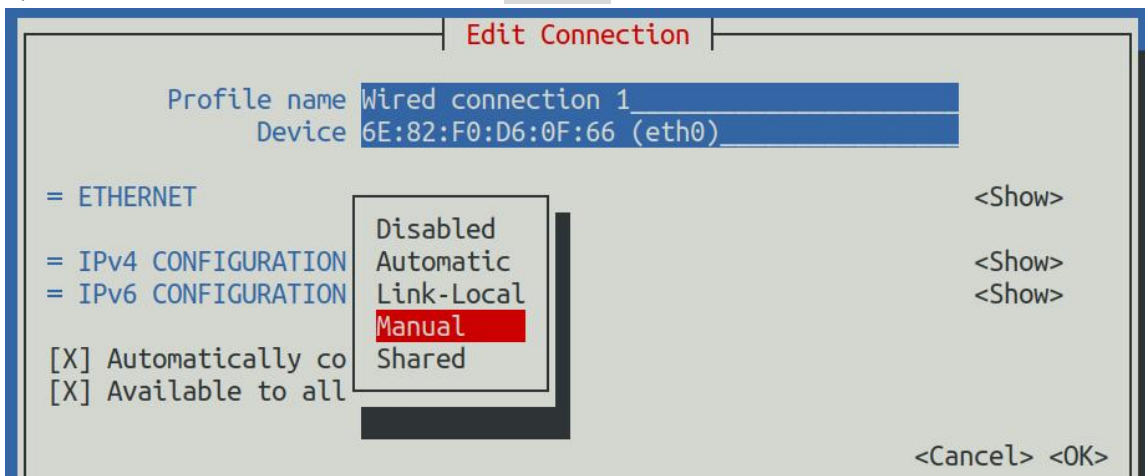 Edit Connection
Profile name Wired connection 1
Device 6E:82:F0:D6:0F:66 (eth0)
= ETHERNET <Show>
Disabled
= IPv4 CONFIGURATION Automatic <Show>
= IPv6 CONFIGURATION Link-Local <Show>
Manual
[X] Automatically co Shared
[X] Available to all
<Cancel> <OK>